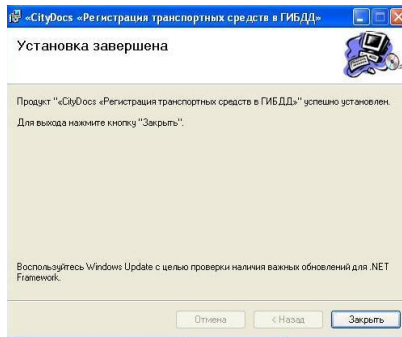 «CityDocs «Регистрация транспортных средств в ГИБДД»
Установка завершена
Продукт "«CityDocs «Регистрация транспортных средств в ГИБДД»" успешно установлен.
Для выхода нажмите кнопку "Закрыть".
Воспользуйтесь Windows Update с целью проверки наличия важных обновлений для .NET
Framework.
Отмена < Назад Закрыть